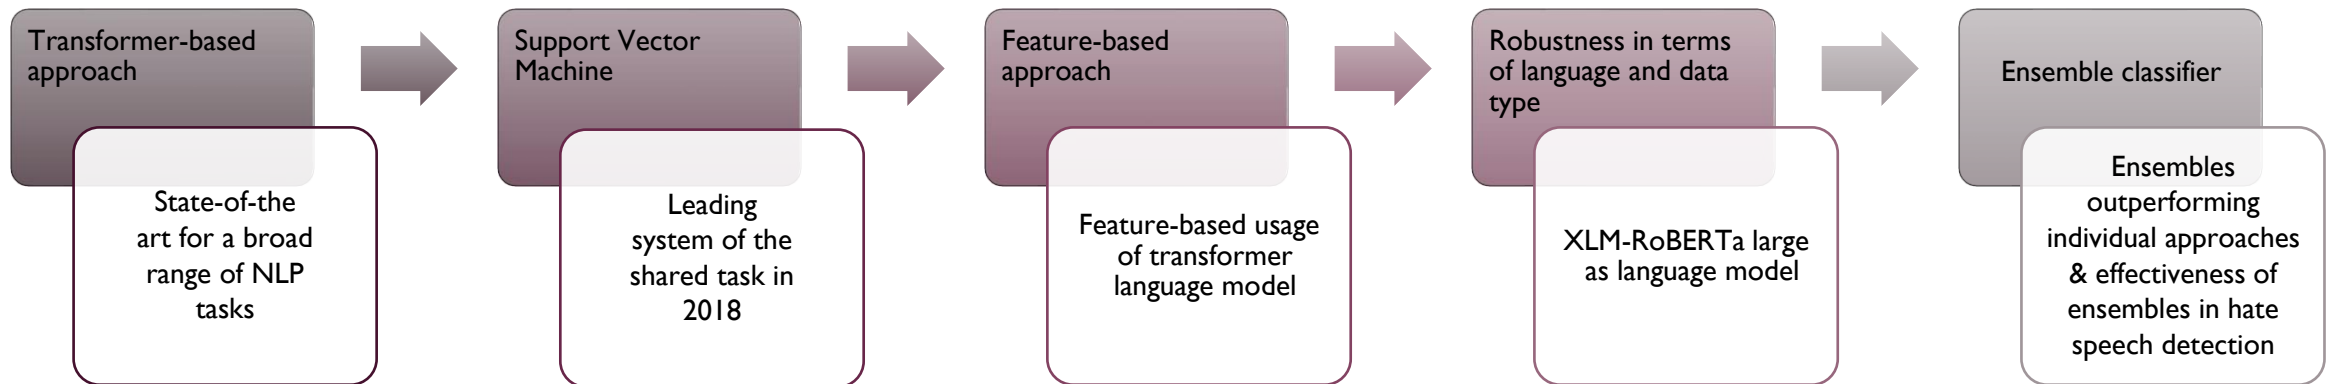 Transformer-based
approach
State-of-the
art for a broad
range of NLP
tasks
Support Vector
Machine
Leading
system of the
shared task in
2018
Feature-based
approach
Feature-based usage
of transformer
language model
Robustness in terms
of language and data
type
XLM-RoBERTa large
as language model
Ensemble classifier
Ensembles
outperforming
individual approaches
& effectiveness of
ensembles in hate
speech detection